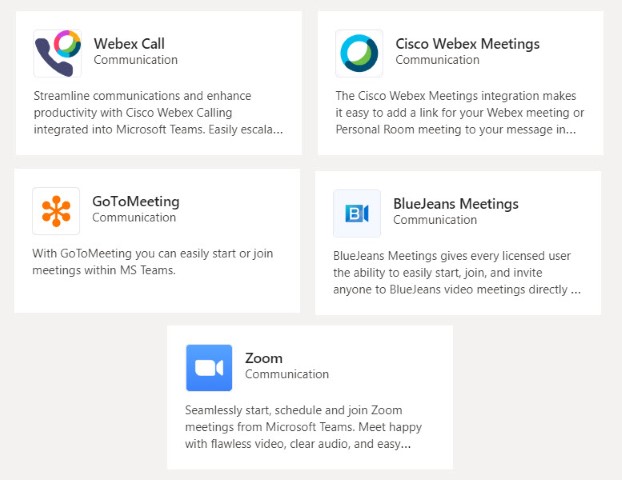 Webex Call
Communication
Streamline communications and enhance
productivity with Cisco Webex Calling
integrated into Microsoft Teams. Easily escala...
Cisco Webex Meetings
Communication
The Cisco Webex Meetings integration makes
it easy to add a link for your Webex meeting or
Personal Room meeting to your message in...
GoToMeeting
Communication
With GoToMeeting you can easily start or join
meetings within MS Teams.
B
BlueJeans Meetings
Communication
BlueJeans Meetings gives every licensed user
the ability to easily start, join, and invite
anyone to BlueJeans video meetings directly ...
Zoom
Communication
Seamlessly start, schedule and join Zoom
meetings from Microsoft Teams. Meet happy
with flawless video, clear audio, and easy...